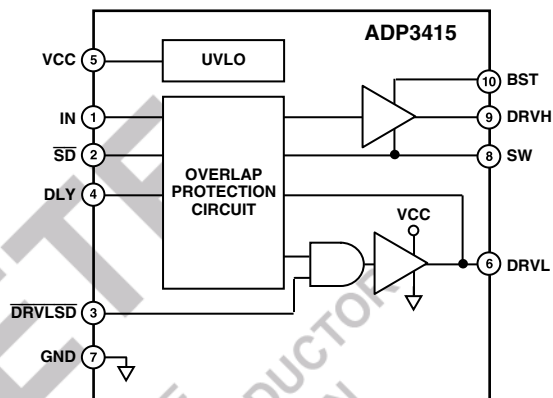 ADP3415
VCC 5
UVLO
10 BST
IN 1
9 DRVH
SD 2
8 SW
DLY 4
OVERLAP
PROTECTION
CIRCUIT
VCC
6 DRVL
DRVLSD 3
GND 7